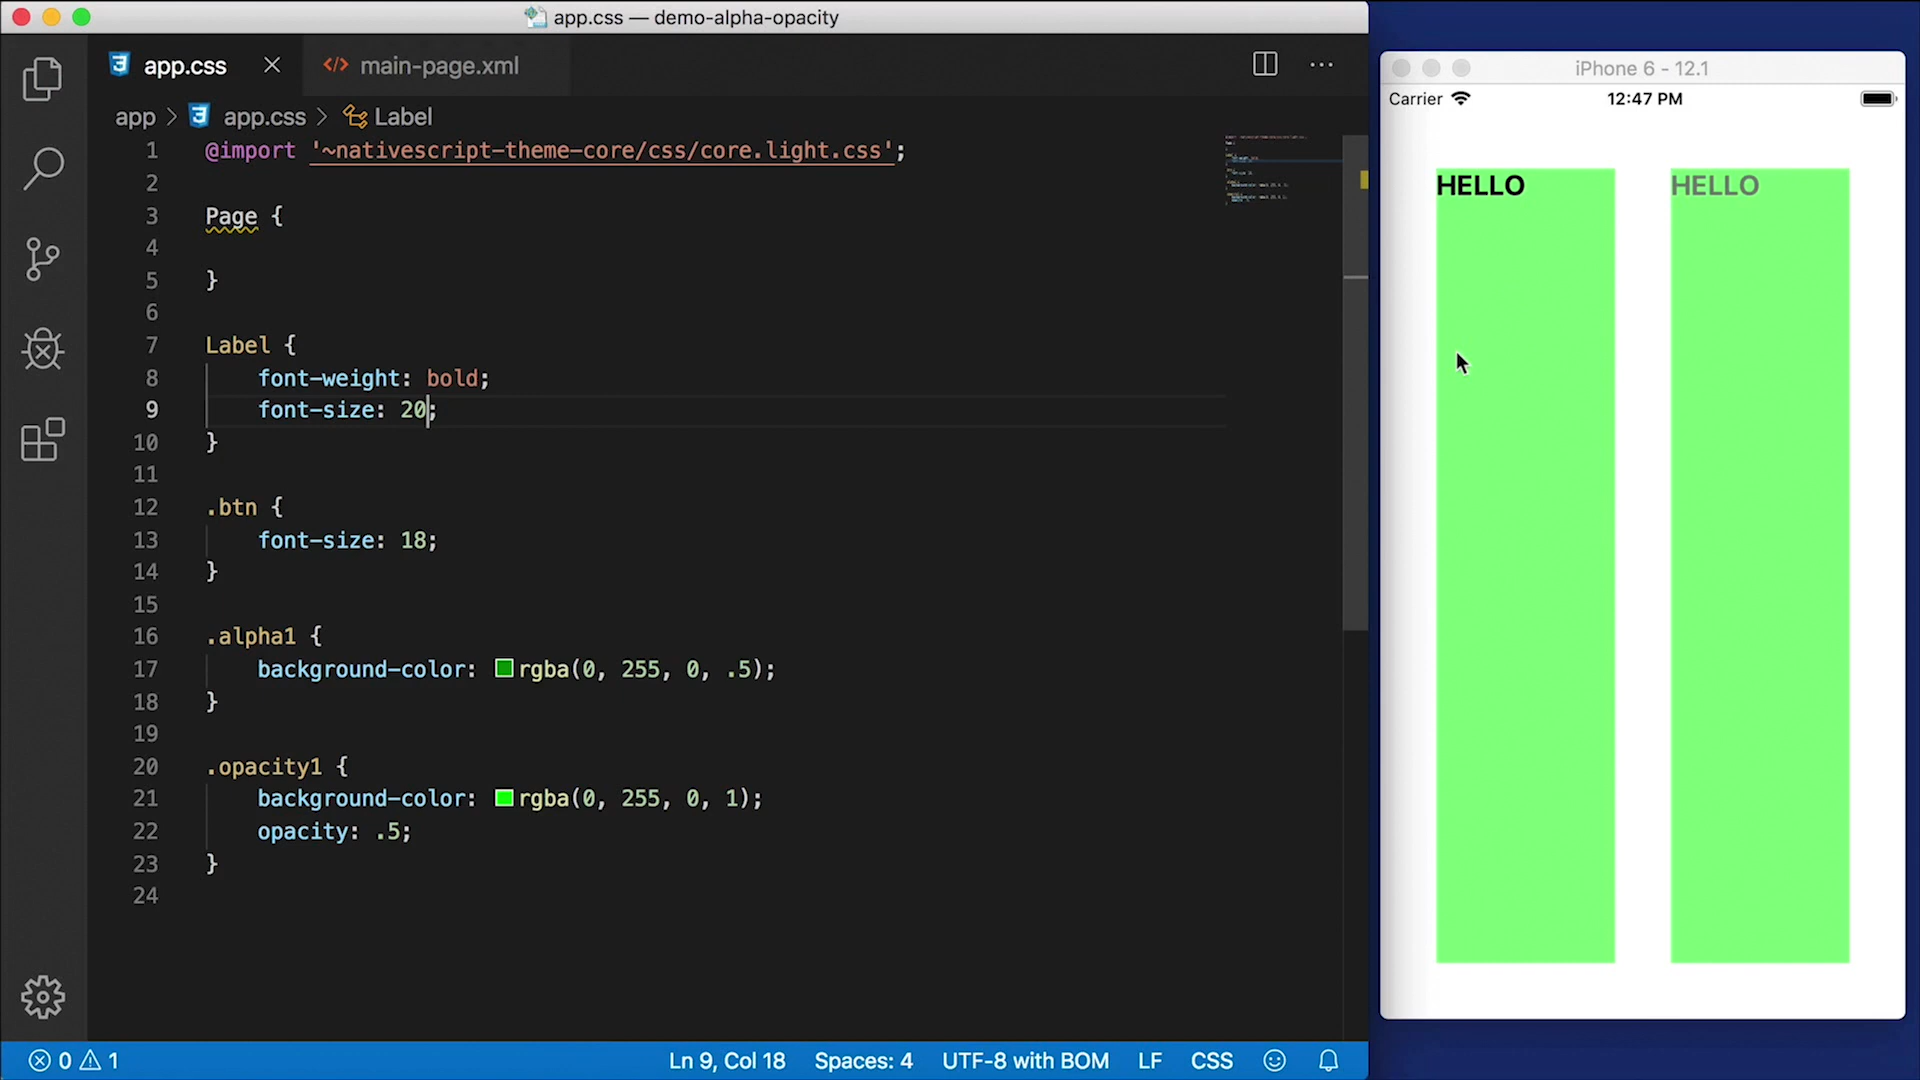 app.css — demo-alpha-opacity
app.css
main-page.xml
app > app.css > Label
1 @import '~nativescript-theme-core/css/core.light.css';
2
3 Page {
4
5 }
6
7 Label {
8 font-weight: bold;
9 font-size: 20;
10 }
11
12 .btn {
13 font-size: 18;
14 }
15
16 .alpha1 {
17 background-color: rgba(0, 255, 0, .5);
18 }
19
20 .opacity1 {
21 background-color: rgba(0, 255, 0, 1);
22 opacity: .5;
23 }
24
0 1
Ln 9, Col 18
Spaces: 4
UTF-8 with BOM
LF
CSS
iPhone 6 - 12.1
Carrier 12:47 PM
HELLO
HELLO